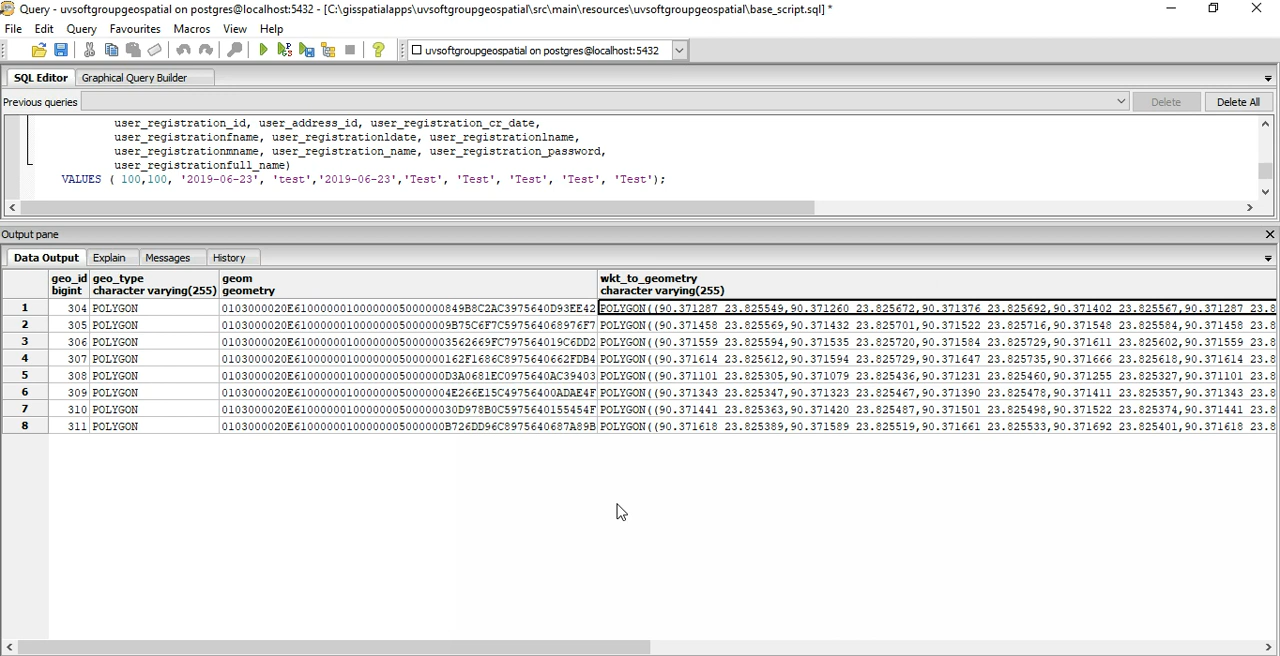 Query - uvsoftgroupgeospatial on postgres@localhost:5432 - [C:\gisspatialapps\uvsoftgroupgeospatial\src\main\resources\uvsoftgroupgeospatial\base_script.sql] *
File Edit Query Favourites Macros View Help
uvsoftgroupgeospatial on postgres@localhost:5432
SQL Editor Graphical Query Builder
Previous queries Delete Delete All
user_registration_id, user_address_id, user_registration_cr_date,
user_registrationfname, user_registrationldate, user_registrationlname,
user_registrationmname, user_registration_name, user_registration_password,
user_registrationfull_name)
VALUES ( 100,100, '2019-06-23', 'test','2019-06-23','Test', 'Test', 'Test', 'Test', 'Test');
Output pane
Data Output Explain Messages History
geo_id geo_type geom wkt_to_geometry
bigint character varying(255) geometry character varying(255)
1 304 POLYGON 0103000020E61000000100000005000000849B8C2AC3975640D93EE42 POLYGON((90.371287 23.825549,90.371260 23.825672,90.371376 23.825692,90.371402 23.825567,90.371287 23.8
2 305 POLYGON 0103000020E610000001000000050000009B75C6F7C597564068976F7 POLYGON((90.371458 23.825569,90.371432 23.825701,90.371522 23.825716,90.371548 23.825584,90.371458 23.8
3 306 POLYGON 0103000020E610000001000000050000003562669FC797564019C6DD2 POLYGON((90.371559 23.825594,90.371535 23.825720,90.371584 23.825729,90.371611 23.825602,90.371559 23.8
4 307 POLYGON 0103000020E61000000100000005000000162F1686C8975640662FDB4 POLYGON((90.371614 23.825612,90.371594 23.825729,90.371647 23.825735,90.371666 23.825618,90.371614 23.8
5 308 POLYGON 0103000020E61000000100000005000000D3A0681EC0975640AC39403 POLYGON((90.371101 23.825305,90.371079 23.825436,90.371231 23.825460,90.371255 23.825327,90.371101 23.8
6 309 POLYGON 0103000020E610000001000000050000004E266E15C49756400ADAE4F POLYGON((90.371343 23.825347,90.371323 23.825467,90.371390 23.825478,90.371411 23.825357,90.371343 23.8
7 310 POLYGON 0103000020E6100000010000000500000030D978B0C5975640155454F POLYGON((90.371441 23.825363,90.371420 23.825487,90.371501 23.825498,90.371522 23.825374,90.371441 23.8
8 311 POLYGON 0103000020E61000000100000005000000B726DD96C8975640687A89B POLYGON((90.371618 23.825389,90.371589 23.825519,90.371661 23.825533,90.371692 23.825401,90.371618 23.8